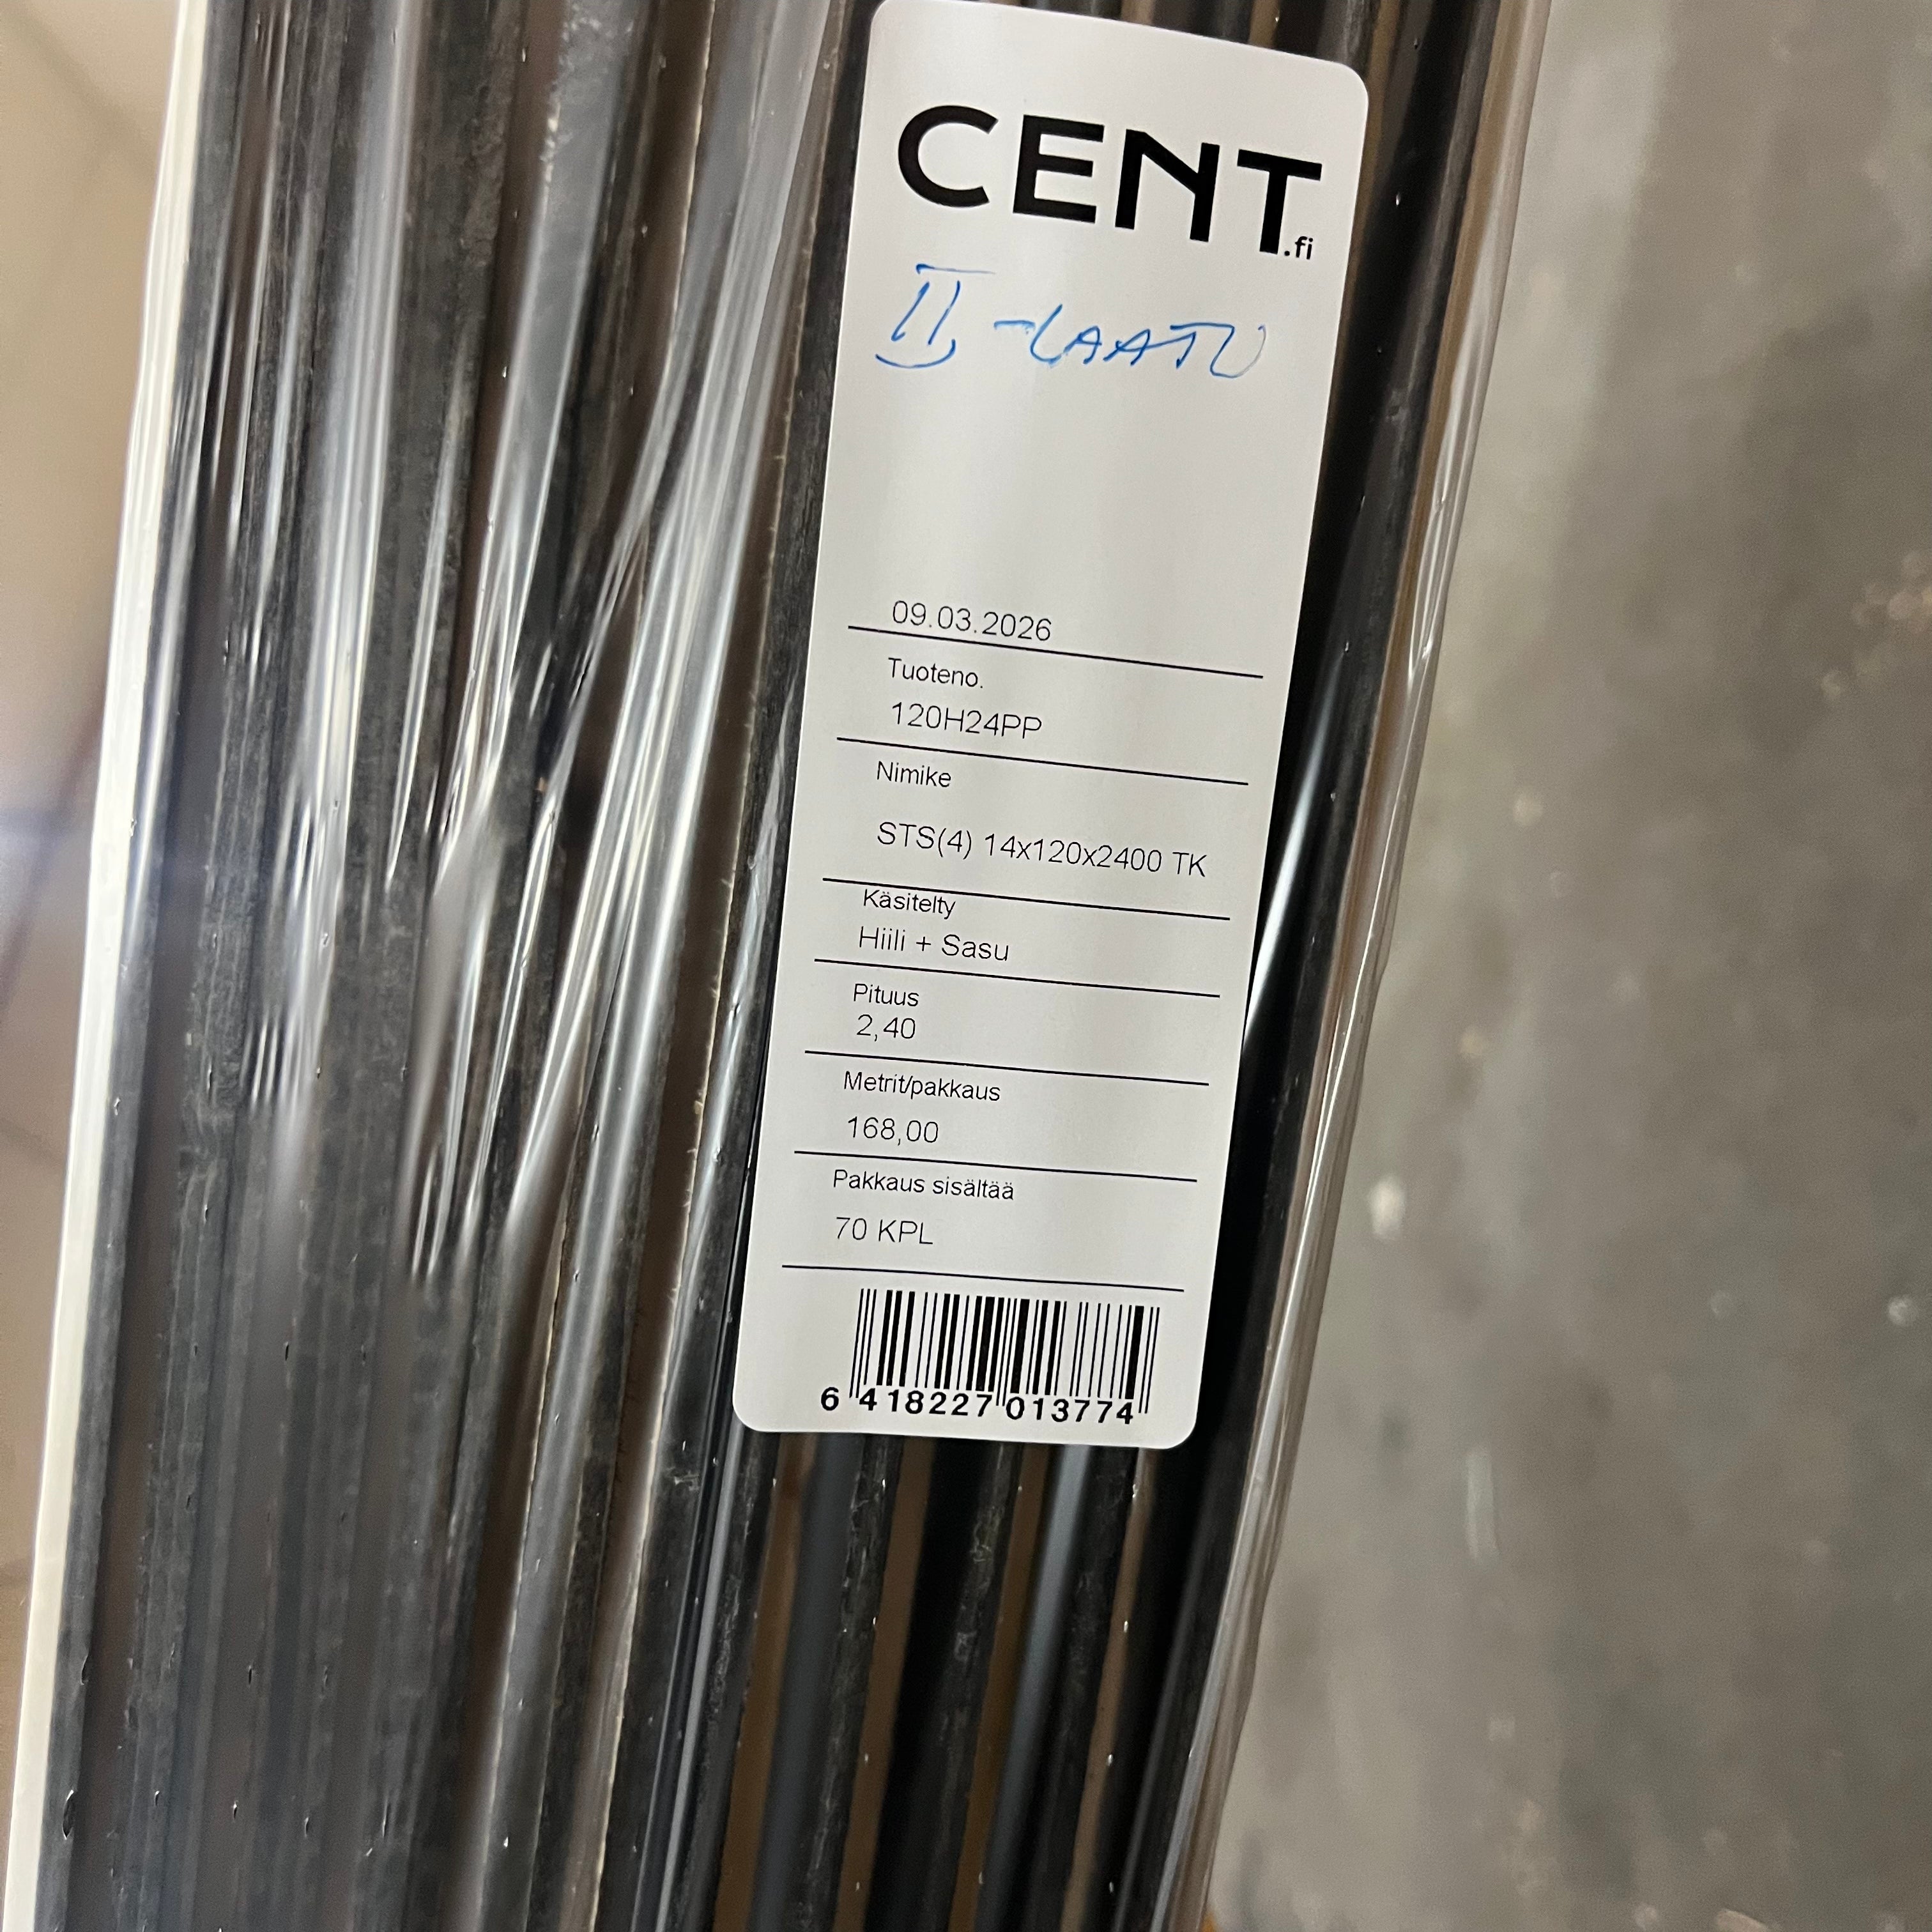 CENT.fi
II-LAATU
09.03.2026
Tuoteno.
120H24PP
Nimike
STS(4) 14x120x2400 TK
Käsitelty
Hiili + Sasu
Pituus
2,40
Metrit/pakkaus
168,00
Pakkaus sisältää
70 KPL
6 418227 013774